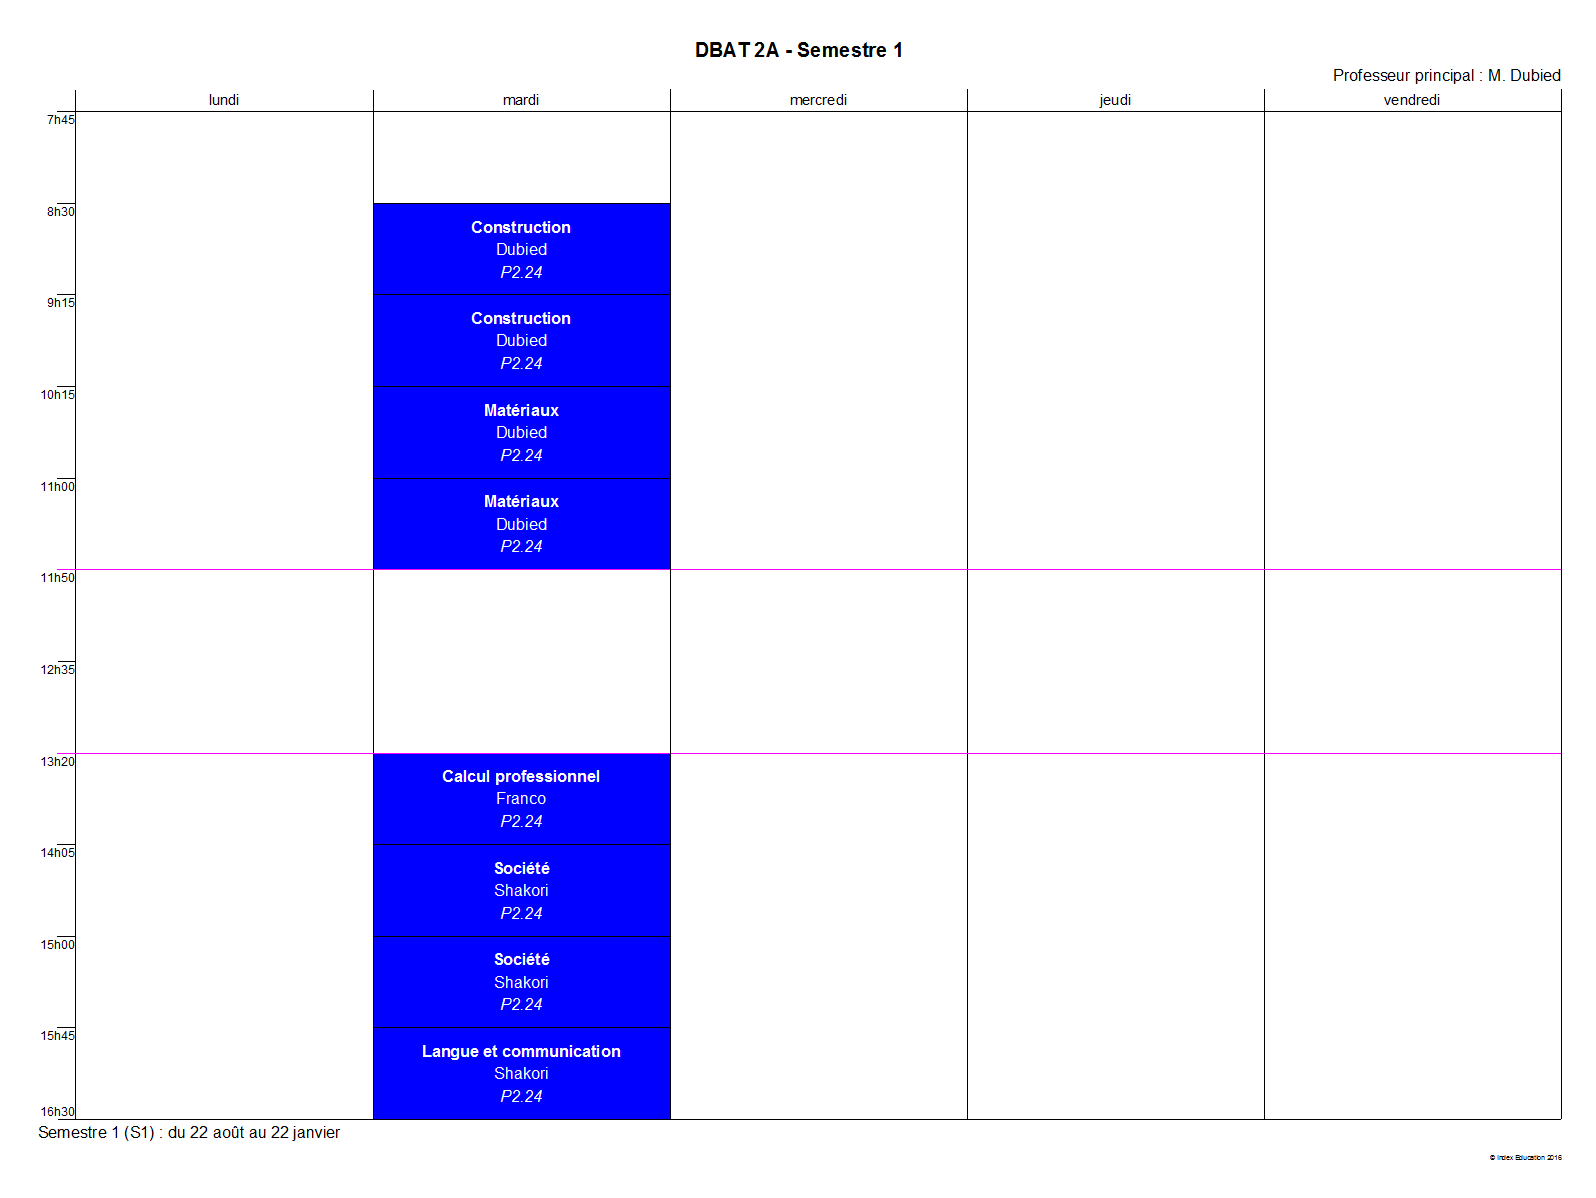 DBAT 2A - Semestre 1
Professeur principal : M. Dubied
lundi mardi mercredi jeudi vendredi
7h45
8h30
Construction
Dubied
P2.24
9h15
Construction
Dubied
P2.24
10h15
Matériaux
Dubied
P2.24
11h00
Matériaux
Dubied
P2.24
11h50
12h35
13h20
Calcul professionnel
Franco
P2.24
14h05
Société
Shakori
P2.24
15h00
Société
Shakori
P2.24
15h45
Langue et communication
Shakori
P2.24
16h30
Semestre 1 (S1) : du 22 août au 22 janvier
© Index Education 2016